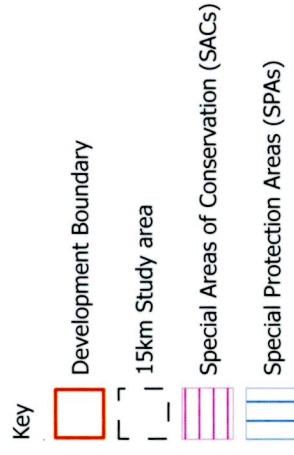 Key
Development Boundary
15km Study area
Special Areas of Conservation (SACs)
Special Protection Areas (SPAs)